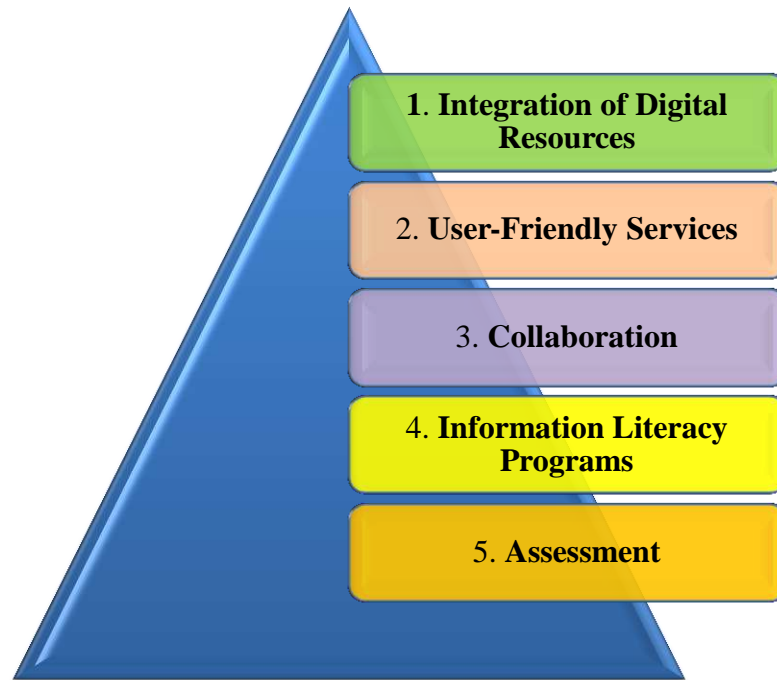 1. Integration of Digital
Resources
2. User-Friendly Services
3. Collaboration
4. Information Literacy
Programs
5. Assessment